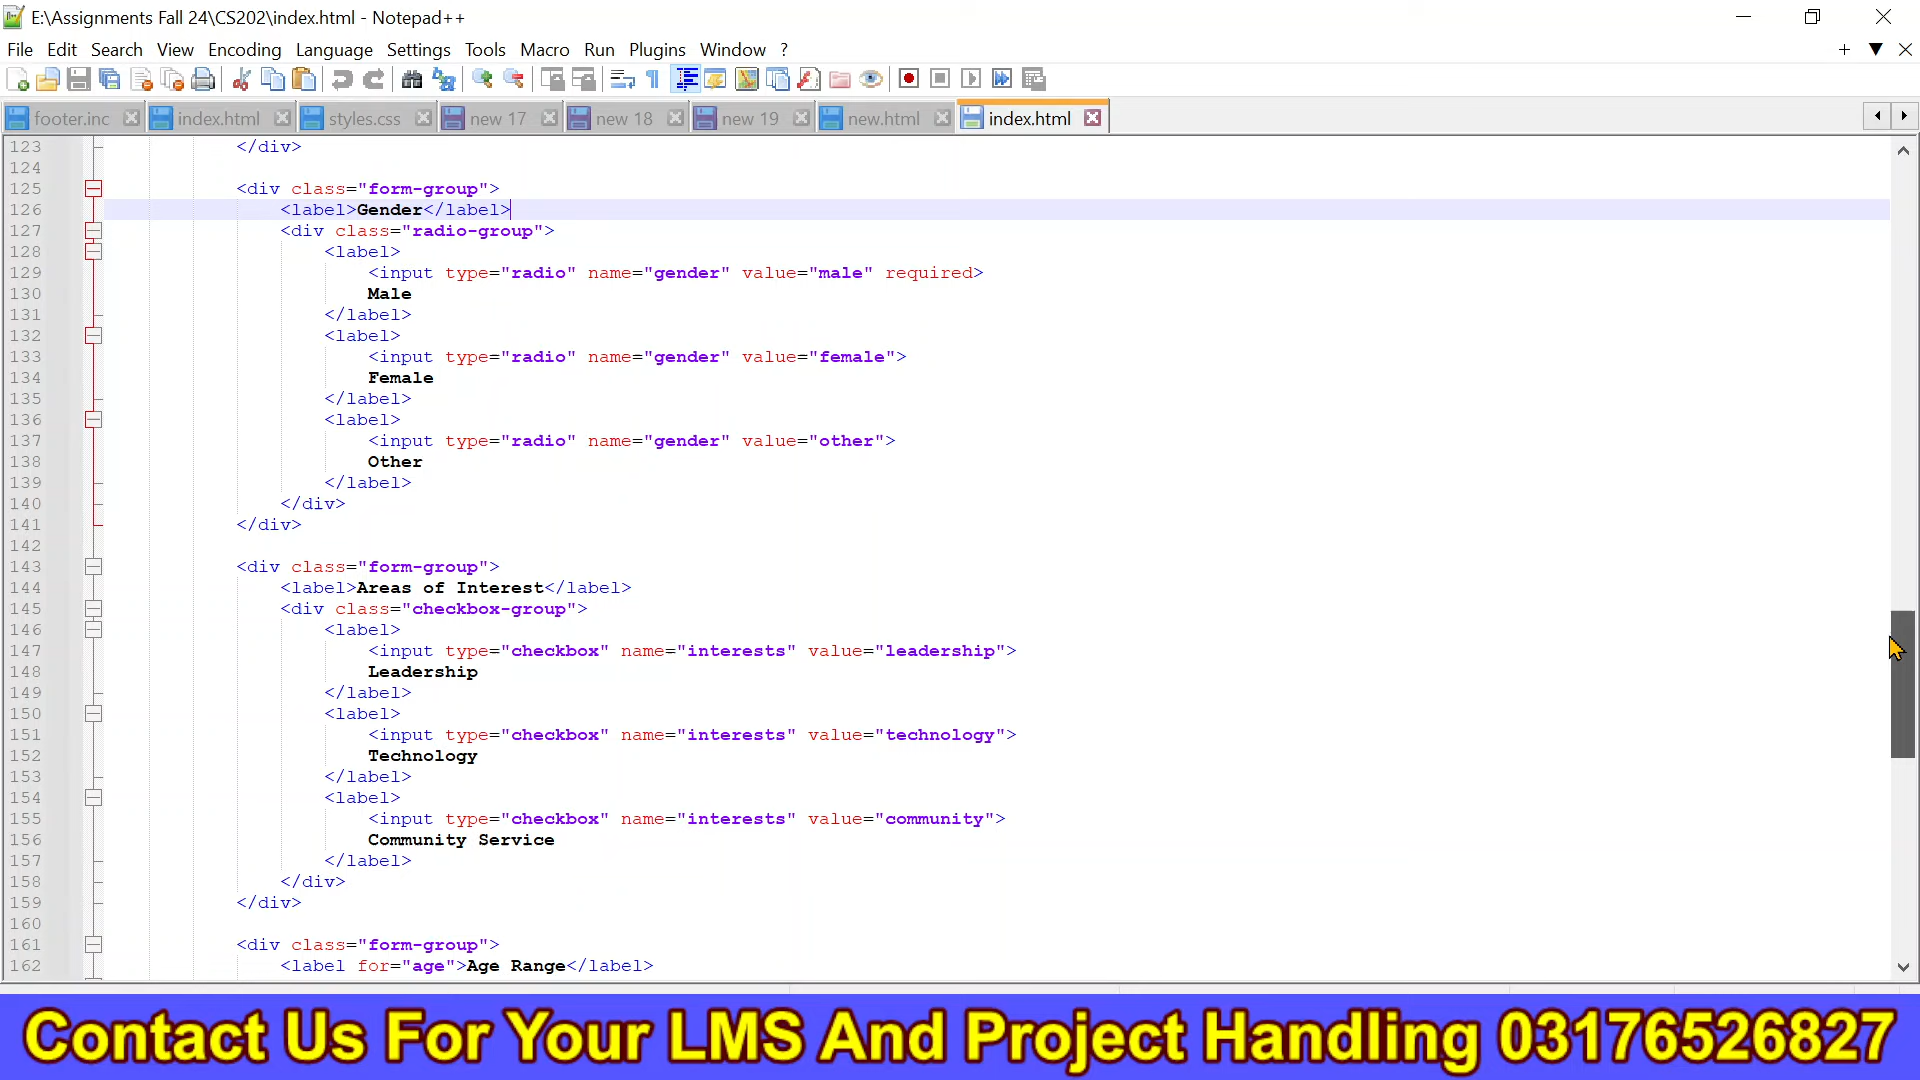 E:\Assignments Fall 24\CS202\index.html - Notepad++
File Edit Search View Encoding Language Settings Tools Macro Run Plugins Window ?
footer.inc index.html styles.css new 17 new 18 new 19 new.html index.html
123 </div>
124
125 <div class="form-group">
126 <label>Gender</label>
127 <div class="radio-group">
128 <label>
129 <input type="radio" name="gender" value="male" required>
130 Male
131 </label>
132 <label>
133 <input type="radio" name="gender" value="female">
134 Female
135 </label>
136 <label>
137 <input type="radio" name="gender" value="other">
138 Other
139 </label>
140 </div>
141 </div>
142
143 <div class="form-group">
144 <label>Areas of Interest</label>
145 <div class="checkbox-group">
146 <label>
147 <input type="checkbox" name="interests" value="leadership">
148 Leadership
149 </label>
150 <label>
151 <input type="checkbox" name="interests" value="technology">
152 Technology
153 </label>
154 <label>
155 <input type="checkbox" name="interests" value="community">
156 Community Service
157 </label>
158 </div>
159 </div>
160
161 <div class="form-group">
162 <label for="age">Age Range</label>
Contact Us For Your LMS And Project Handling 03176526827